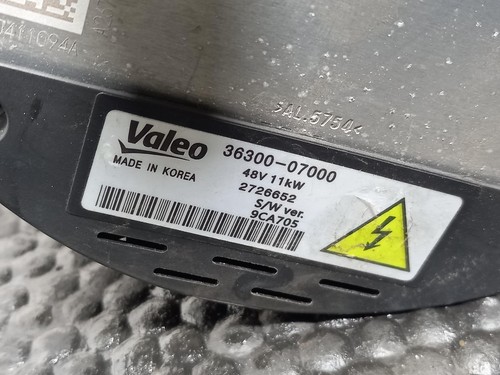 Valeo
MADE IN KOREA
36300-07000
48V 11kW
2726652
S/W ver.
9CA705